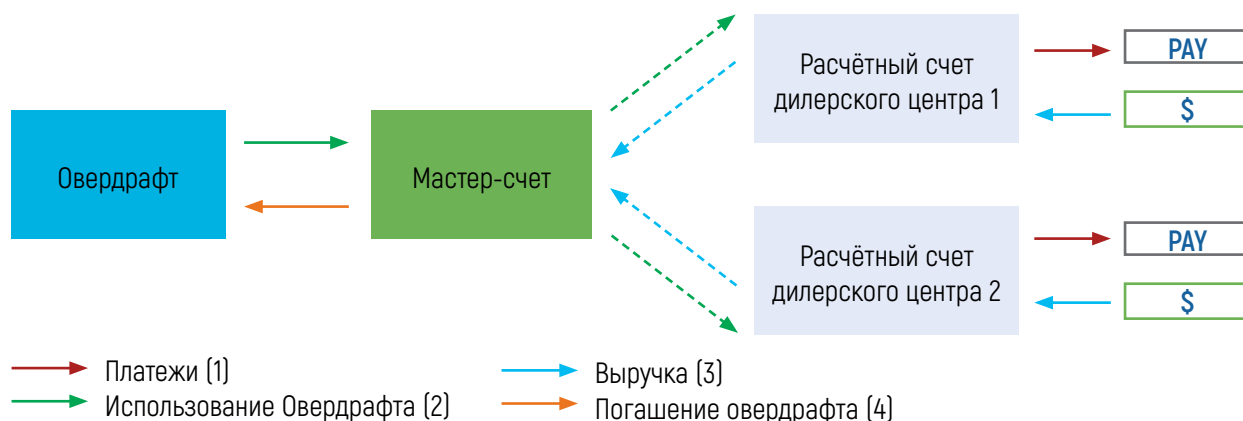 Расчётный счет
дилерского центра 1
PAY
$
Овердрафт
Мастер-счет
Расчётный счет
дилерского центра 2
PAY
$
Платежи (1)
Использование Овердрафта (2)
Выручка (3)
Погашение овердрафта (4)